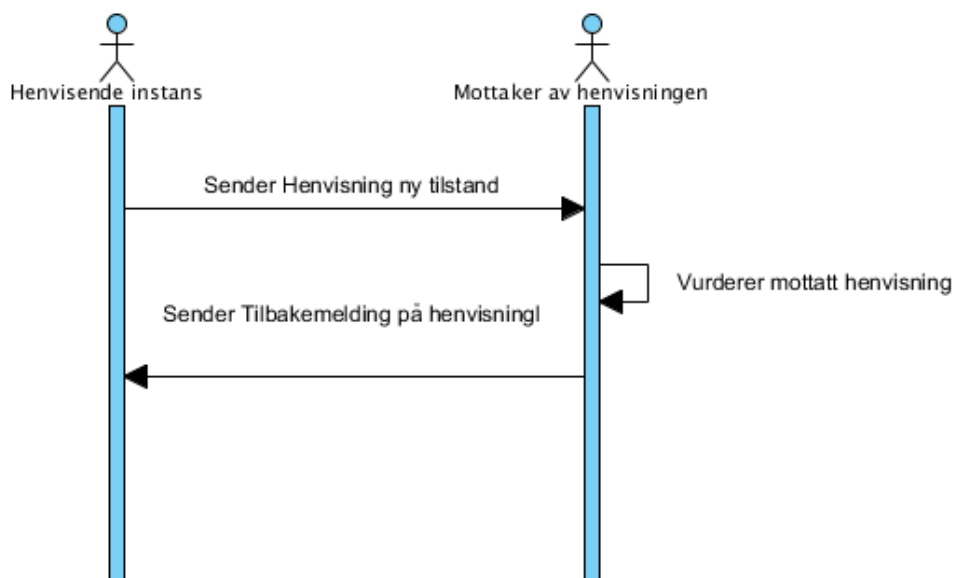 Henvisende instans
Mottaker av henvisningen
Sender Henvisning ny tilstand
Vurderer mottatt henvisning
Sender Tilbakemelding på henvisningl